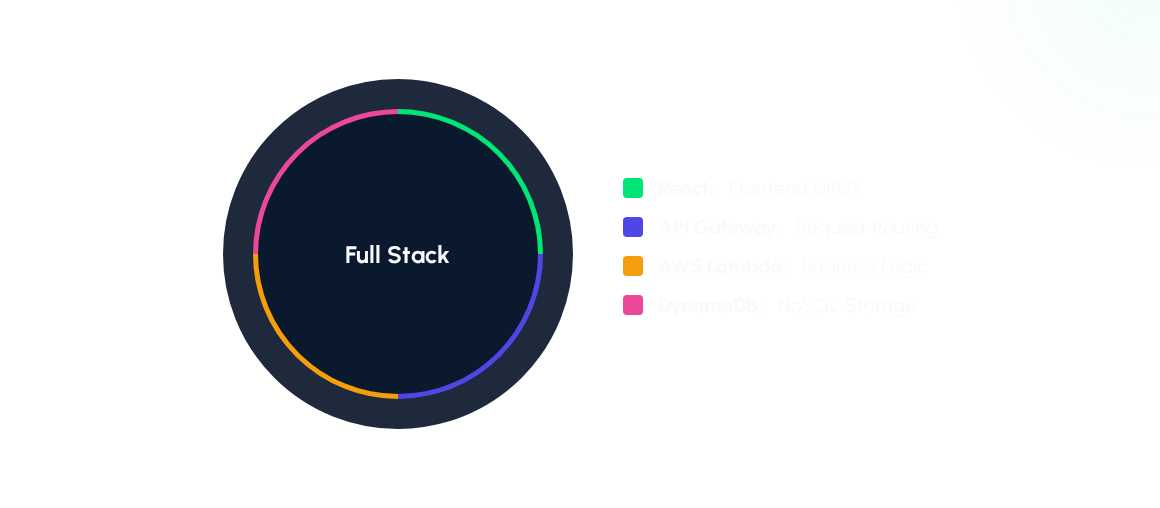 Full Stack
React: Frontend UI/UX
API Gateway: Request Routing
AWS Lambda: Business Logic
DynamoDB: NoSQL Storage